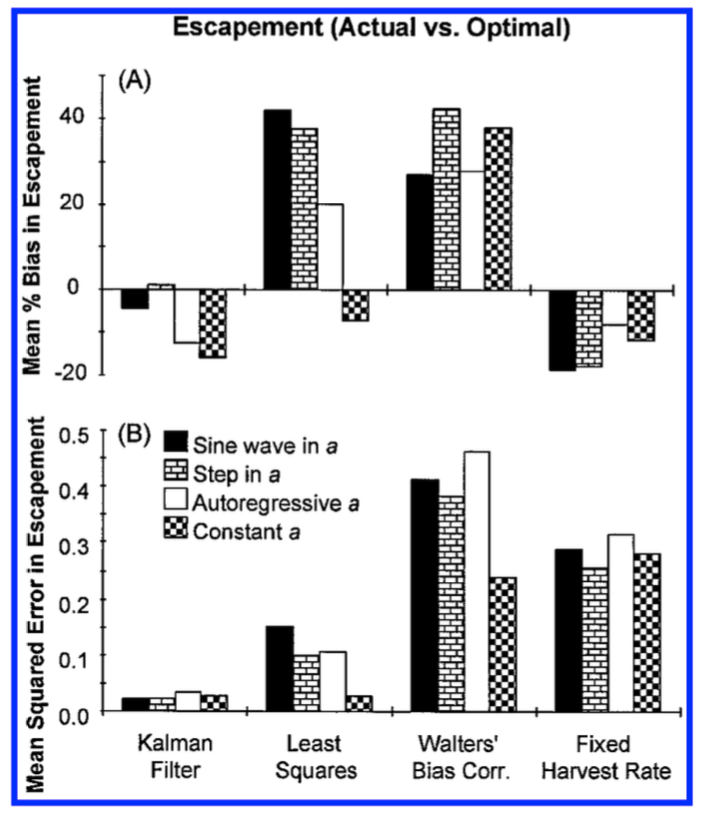 Escapement (Actual vs. Optimal)
(A)
Mean % Bias in Escapement
40
20
0
-20
(B)
Mean Squared Error in Escapement
0.5
0.4
0.3
0.2
0.1
0.0
Sine wave in a
Step in a
Autoregressive a
Constant a
Kalman
Filter
Least
Squares
Walters'
Bias Corr.
Fixed
Harvest Rate